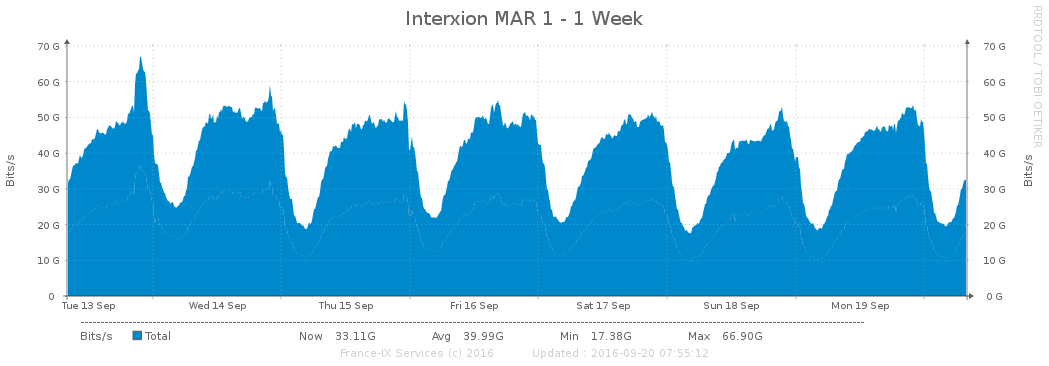 Interxion MAR 1 - 1 Week
RRDTOOL / TOBI OETIKER
Bits/s
70 G 70 G
60 G 60 G
50 G 50 G
40 G 40 G
30 G 30 G
20 G 20 G
10 G 10 G
0 0 G
Bits/s
Tue 13 Sep Wed 14 Sep Thu 15 Sep Fri 16 Sep Sat 17 Sep Sun 18 Sep Mon 19 Sep
Bits/s Total Now 33.11G Avg 39.99G Min 17.38G Max 66.90G
France-IX Services (c) 2016 Updated : 2016-09-20 07:55:12